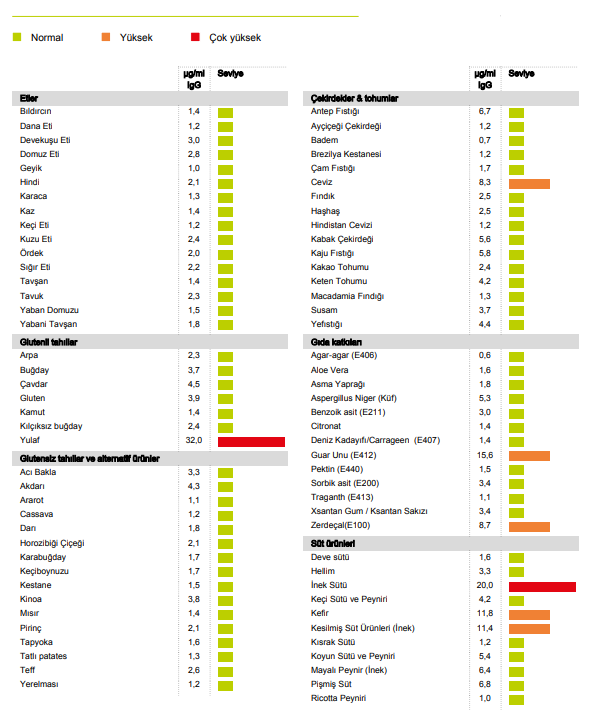 Normal
Yüksek
Çok yüksek
µg/ml Seviye
IgG
Etler
Bıldırcın 1,4
Dana Eti 1,2
Devekuşu Eti 3,0
Domuz Eti 2,8
Geyik 1,0
Hindi 2,1
Karaca 1,3
Kaz 1,4
Keçi Eti 1,2
Kuzu Eti 2,4
Ördek 2,0
Sığır Eti 2,2
Tavşan 1,4
Tavuk 2,3
Yaban Domuzu 1,5
Yabani Tavşan 1,8
Glutenli tahıllar
Arpa 2,3
Buğday 3,7
Çavdar 4,5
Gluten 3,9
Kamut 1,4
Kılçıksız buğday 2,4
Yulaf 32,0
Glutensiz tahıllar ve alternatif ürünler
Acı Bakla 3,3
Akdarı 4,3
Ararot 1,1
Cassava 1,2
Darı 1,8
Horozibiği Çiçeği 2,1
Karabuğday 1,7
Keçiboynuzu 1,7
Kestane 1,5
Kinoa 3,8
Mısır 1,4
Pirinç 2,1
Tapyoka 1,6
Tatlı patates 1,3
Teff 2,6
Yerelması 1,2
µg/ml Seviye
IgG
Çekirdekler & tohumlar
Antep Fıstığı 6,7
Ayçiçeği Çekirdeği 1,2
Badem 0,7
Brezilya Kestanesi 1,2
Çam Fıstığı 1,7
Ceviz 8,3
Fındık 2,5
Haşhaş 2,5
Hindistan Cevizi 1,2
Kabak Çekirdeği 5,6
Kaju Fıstığı 5,8
Kakao Tohumu 2,4
Keten Tohumu 4,2
Macadamia Fındığı 1,3
Susam 3,7
Yefıstığı 4,4
Gıda katkıları
Agar-agar (E406) 0,6
Aloe Vera 1,6
Asma Yaprağı 1,8
Aspergillus Niger (Küf) 5,3
Benzoik asit (E211) 3,0
Citronat 1,4
Deniz Kadayıfı/Carrageen (E407) 1,4
Guar Unu (E412) 15,6
Pektin (E440) 1,5
Sorbik asit (E200) 3,4
Traganth (E413) 1,1
Xsantan Gum / Ksantan Sakızı 3,4
Zerdeçal(E100) 8,7
Süt ürünleri
Deve sütü 1,6
Hellim 3,3
İnek Sütü 20,0
Keçi Sütü ve Peyniri 4,2
Kefir 11,8
Kesilmiş Süt Ürünleri (İnek) 11,4
Kısrak Sütü 1,2
Koyun Sütü ve Peyniri 5,4
Mayalı Peynir (İnek) 6,4
Pişmiş Süt 6,8
Ricotta Peyniri 1,0